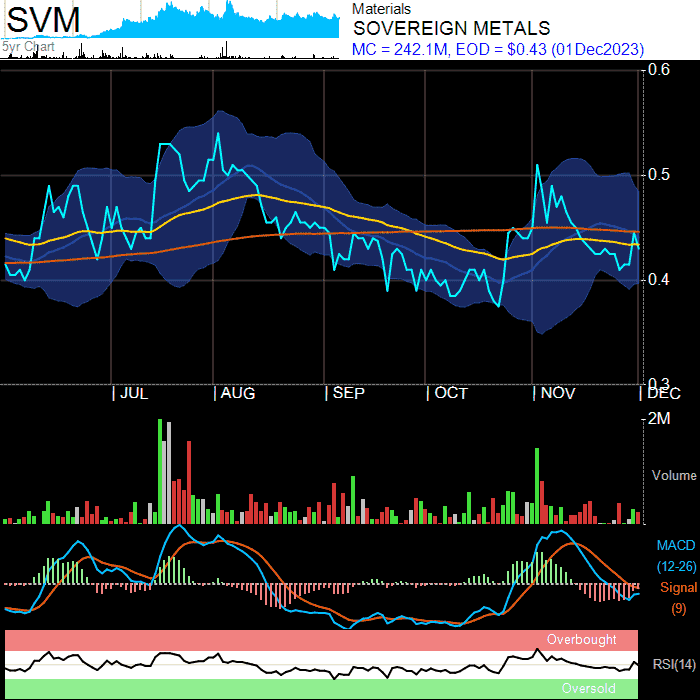 SVM
5yr Chart
Materials
SOVEREIGN METALS
MC = 242.1M, EOD = $0.43 (01Dec2023)
0.6
0.5
0.4
0.3
JUL AUG SEP OCT NOV DEC
2M
Volume
MACD
(12-26)
Signal
(9)
Overbought
RSI(14)
Oversold